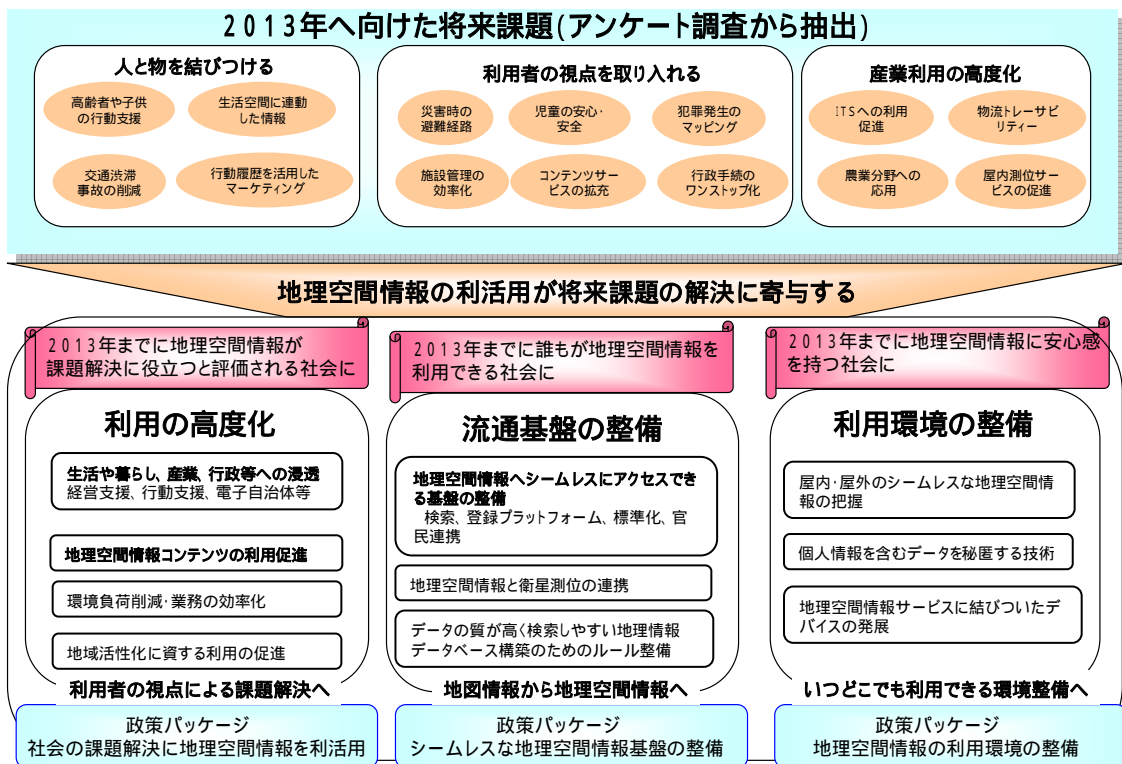 2013年へ向けた将来課題(アンケート調査から抽出)
人と物を結びつける
高齢者や子供
の行動支援
生活空間に連動
した情報
交通渋滞
事故の削減
行動履歴を活用した
マーケティング
利用者の視点を取り入れる
災害時の
避難経路
児童の安心・
安全
犯罪発生の
マッピング
施設管理の
効率化
コンテンツサー
ビスの拡充
行政手続の
ワンストップ化
産業利用の高度化
ITSへの利用
促進
物流トレーサビ
リティー
農業分野への
応用
屋内測位サー
ビスの促進
地理空間情報の利活用が将来課題の解決に寄与する
2013年までに地理空間情報が
課題解決に役立つと評価される社会に
利用の高度化
生活や暮らし、産業、行政等への浸透
経営支援、行動支援、電子自治体等
地理空間情報コンテンツの利用促進
環境負荷削減・業務の効率化
地域活性化に資する利用の促進
利用者の視点による課題解決へ
政策パッケージ
社会の課題解決に地理空間情報を利活用
2013年までに誰もが地理空間情報を
利用できる社会に
流通基盤の整備
地理空間情報へシームレスにアクセスでき
る基盤の整備
検索、登録プラットフォーム、標準化、官
民連携
地理空間情報と衛星測位の連携
データの質が高く検索しやすい地理情報
データベース構築のためのルール整備
地図情報から地理空間情報へ
政策パッケージ
シームレスな地理空間情報基盤の整備
2013年までに地理空間情報に安心感
を持つ社会に
利用環境の整備
屋内・屋外のシームレスな地理空間情
報の把握
個人情報を含むデータを秘匿する技術
地理空間情報サービスに結びついたデ
バイスの発展
いつどこでも利用できる環境整備へ
政策パッケージ
地理空間情報の利用環境の整備